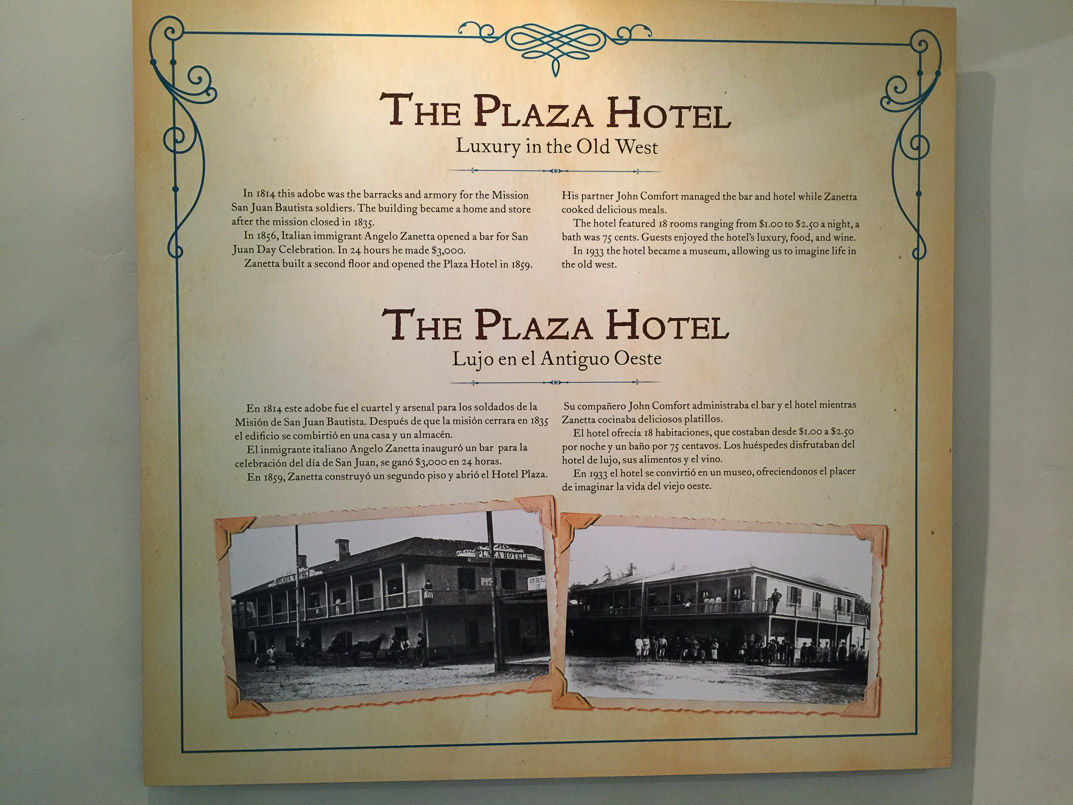 THE PLAZA HOTEL
Luxury in the Old West
In 1814 this adobe was the barracks and armory for the Mission
San Juan Bautista soldiers. The building became a home and store
after the mission closed in 1835.
In 1856, Italian immigrant Angelo Zanetta opened a bar for San
Juan Day Celebration. In 24 hours he made $3,000.
Zanetta built a second floor and opened the Plaza Hotel in 1859.
His partner John Comfort managed the bar and hotel while Zanetta
cooked delicious meals.
The hotel featured 18 rooms ranging from $1.00 to $2.50 a night, a
bath was 75 cents. Guests enjoyed the hotel's luxury, food, and wine.
In 1933 the hotel became a museum, allowing us to imagine life in
the old west.
THE PLAZA HOTEL
Lujo en el Antiguo Oeste
En 1814 este adobe fue el cuartel y arsenal para los soldados de la
Misión de San Juan Bautista. Después de que la misión cerrara en 1835
el edificio se combirtió en una casa y un almacén.
El inmigrante italiano Angelo Zanetta inauguró un bar para la
celebración del día de San Juan, se ganó $3,000 en 24 horas.
En 1859, Zanetta construyó un segundo piso y abrió el Hotel Plaza.
Su compañero John Comfort administraba el bar y el hotel mientras
Zanetta cocinaba deliciosos platillos.
El hotel ofrecía 18 habitaciones, que costaban desde $1.00 a $2.50
por noche y un baño por 75 centavos. Los huéspedes disfrutaban del
hotel de lujo, sus alimentos y el vino.
En 1933 el hotel se convirtió en un museo, ofreciendonos el placer
de imaginar la vida del viejo oeste.
PLAZA HOTEL